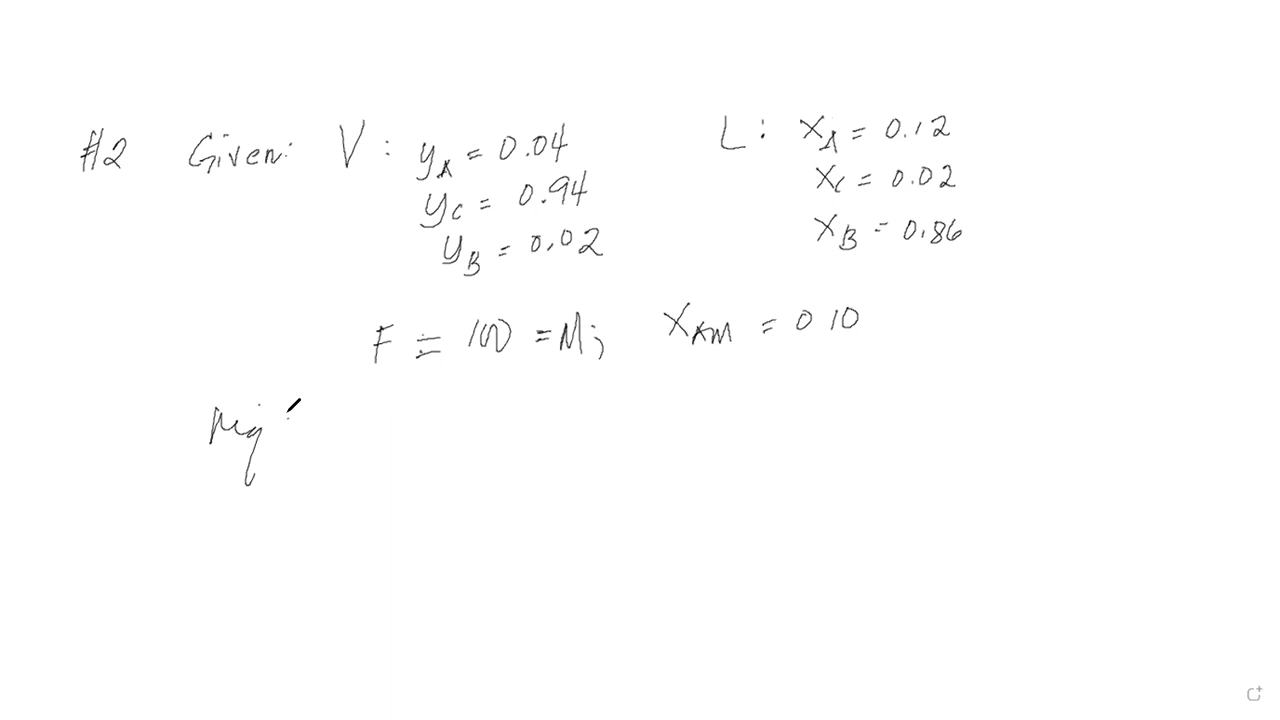 #2 Given: V: yA = 0.04 L: xA = 0.12
yC = 0.94 xC = 0.02
yB = 0.02 xB = 0.86
F = 100 = M; xAM = 0.10
Req: